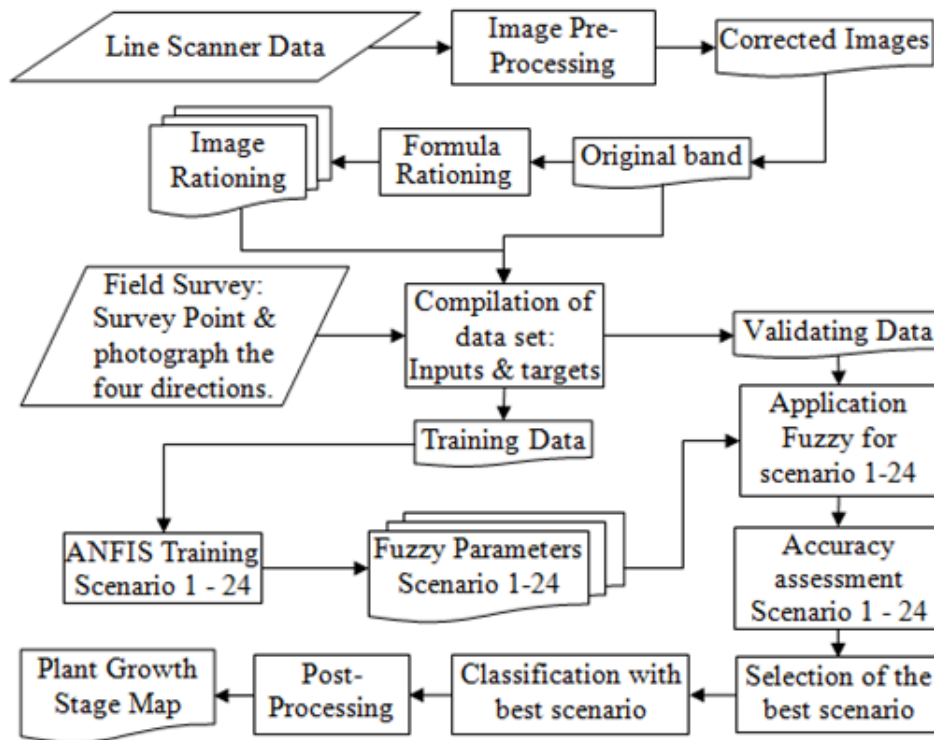 Line Scanner Data
Image Pre-
Processing
Corrected Images
Image
Rationing
Formula
Rationing
Original band
Field Survey:
Survey Point &
photograph the
four directions.
Compilation of
data set:
Inputs & targets
Validating Data
Training Data
Application
Fuzzy for
scenario 1-24
ANFIS Training
Scenario 1 - 24
Fuzzy Parameters
Scenario 1-24
Accuracy
assessment
Scenario 1 - 24
Plant Growth
Stage Map
Post-
Processing
Classification with
best scenario
Selection of the
best scenario